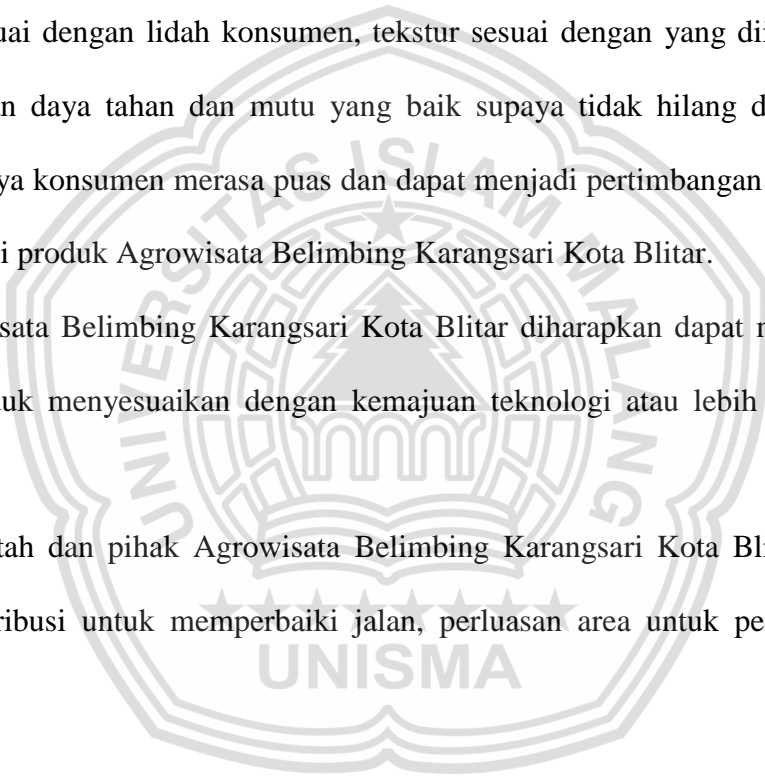 uai dengan lidah konsumen, tekstur sesuai dengan yang
n daya tahan dan mutu yang baik supaya tidak hilang
ya konsumen merasa puas dan dapat menjadi pertimbangan
i produk Agrowisata Belimbing Karangsari Kota Blitar.
sata Belimbing Karangsari Kota Blitar diharapkan dapat
uk menyesuaikan dengan kemajuan teknologi atau lebih
tah dan pihak Agrowisata Belimbing Karangsari Kota
ribusi untuk memperbaiki jalan, perluasan area untuk
UNIVERSITAS ISLAM MALANG
UNISMA